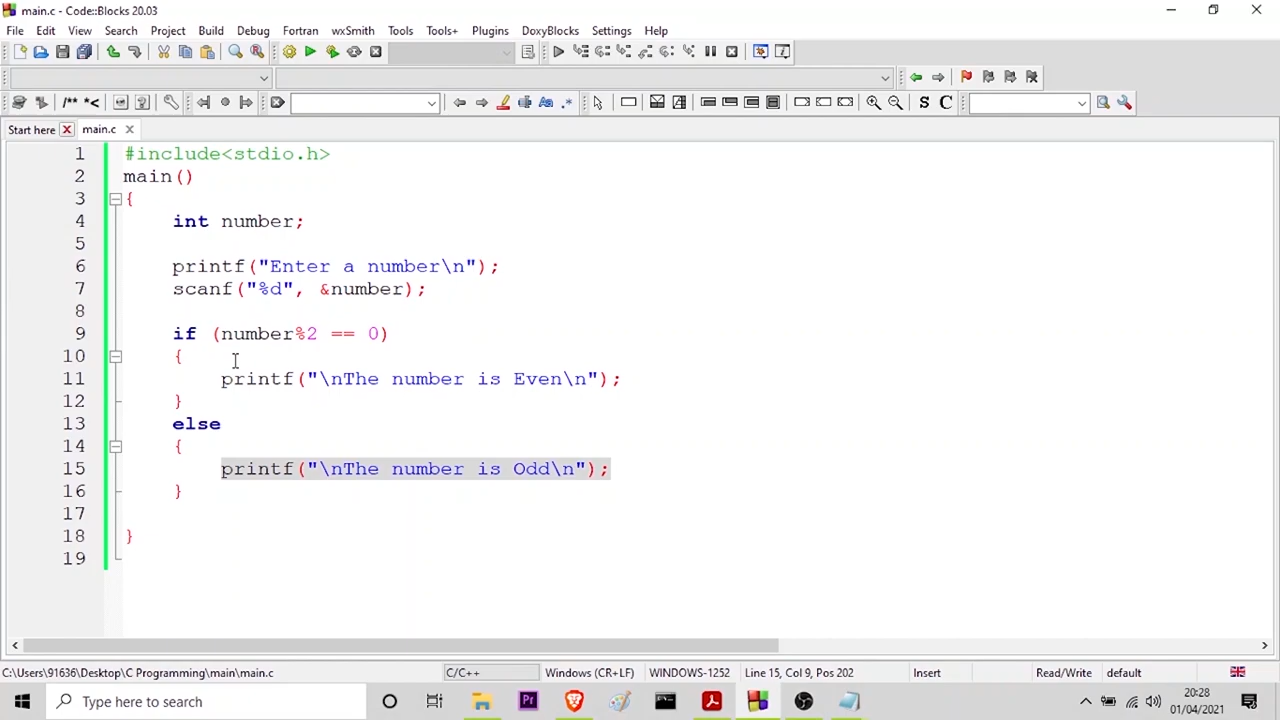 main.c - Code::Blocks 20.03
File Edit View Search Project Build Debug Fortran wxSmith Tools Tools+ Plugins DoxyBlocks Settings Help
/** *< .*
S C
Start here main.c
1 #include<stdio.h>
2 main()
3 {
4 int number;
5
6 printf("Enter a number\n");
7 scanf("%d", &number);
8
9 if (number%2 == 0)
10 {
11 printf("\nThe number is Even\n");
12 }
13 else
14 {
15 printf("\nThe number is Odd\n");
16 }
17
18 }
19
C:\Users\91636\Desktop\C Programming\main\main.c C/C++ Windows (CR+LF) WINDOWS-1252 Line 15, Col 9, Pos 202 Insert Read/Write default
Type here to search Pr 20:28
01/04/2021